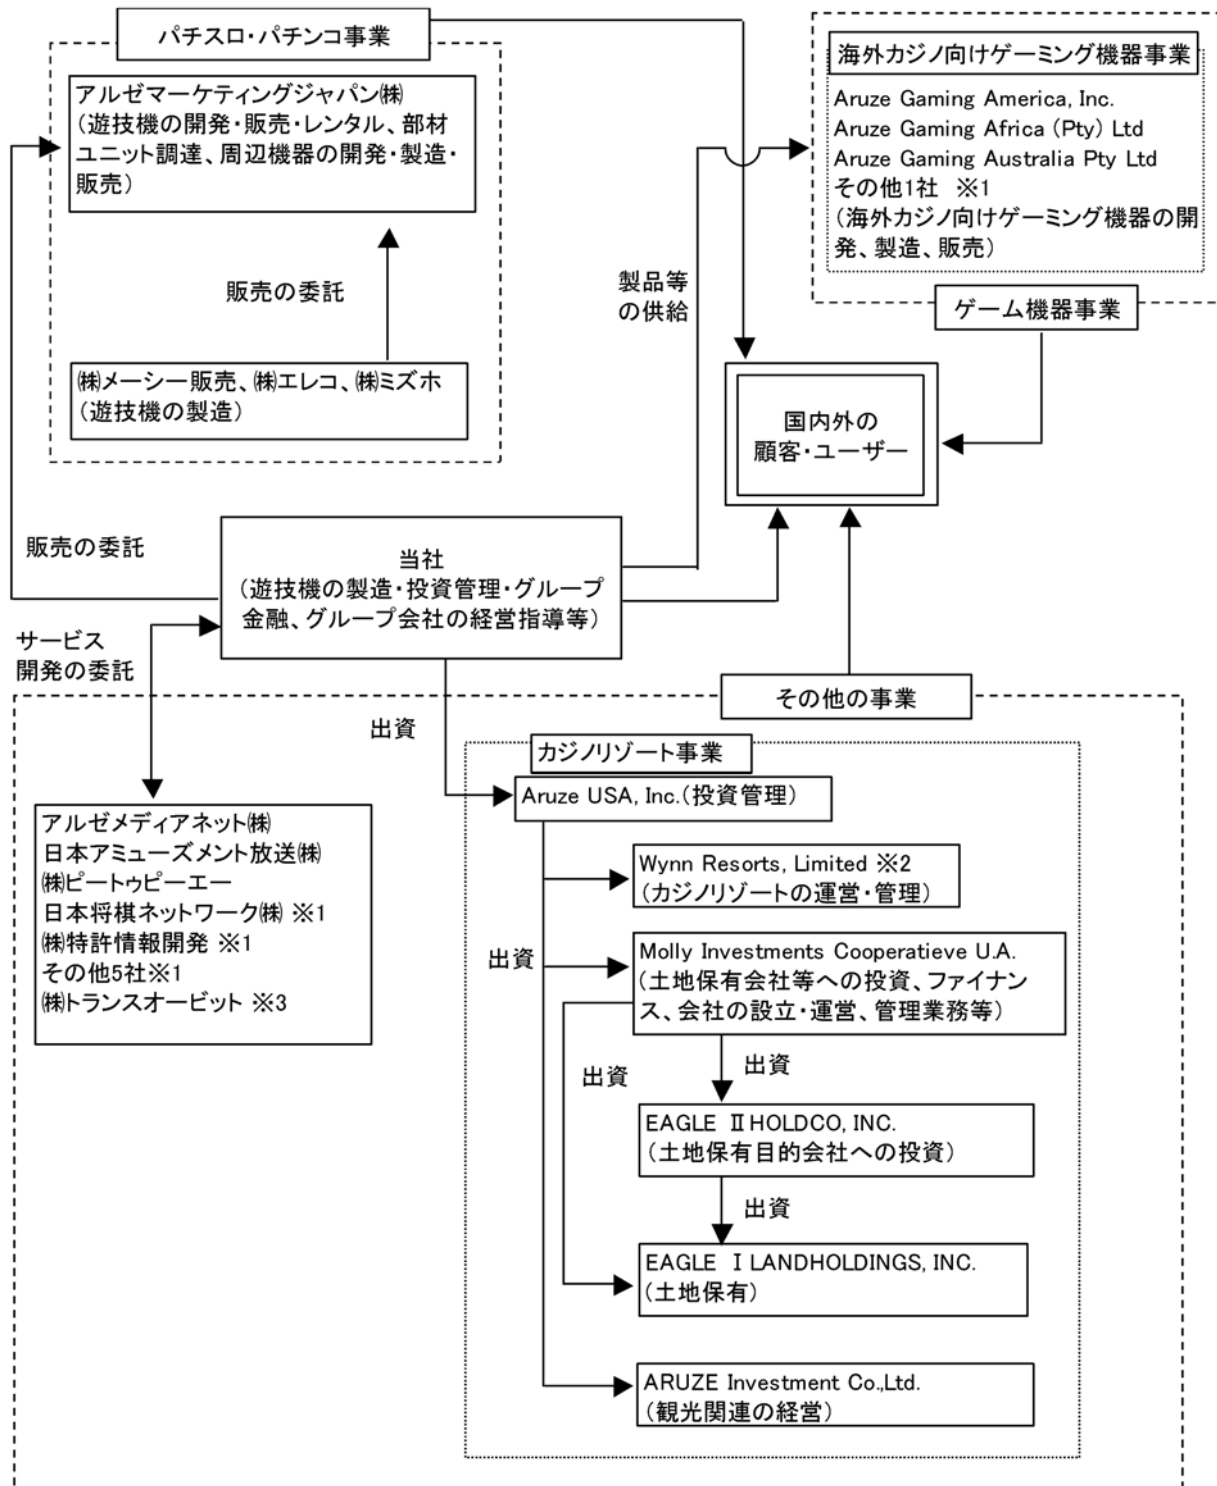 パチスロ・パチンコ事業
アルゼマーケティングジャパン㈱
(遊技機の開発・販売・レンタル、部材
ユニット調達、周辺機器の開発・製造・
販売)
販売の委託
㈱メーシー販売、㈱エレコ、㈱ミズホ
(遊技機の製造)
海外カジノ向けゲーミング機器事業
Aruze Gaming America, Inc.
Aruze Gaming Africa (Pty) Ltd
Aruze Gaming Australia Pty Ltd
その他1社 ※1
(海外カジノ向けゲーミング機器の開
発、製造、販売)
ゲーム機器事業
製品等
の供給
国内外の
顧客・ユーザー
販売の委託
当社
(遊技機の製造・投資管理・グループ
金融、グループ会社の経営指導等)
サービス
開発の委託
出資
その他の事業
アルゼメディアネット㈱
日本アミューズメント放送㈱
㈱ピートゥピーエー
日本将棋ネットワーク㈱ ※1
㈱特許情報開発 ※1
その他5社※1
㈱トランスオービット ※3
カジノリゾート事業
Aruze USA, Inc.(投資管理)
Wynn Resorts, Limited ※2
(カジノリゾートの運営・管理)
出資
Molly Investments Cooperatieve U.A.
(土地保有会社等への投資、ファイナン
ス、会社の設立・運営、管理業務等)
出資
出資
EAGLE Ⅱ HOLDCO, INC.
(土地保有目的会社への投資)
出資
EAGLE Ⅰ LANDHOLDINGS, INC.
(土地保有)
ARUZE Investment Co.,Ltd.
(観光関連の経営)